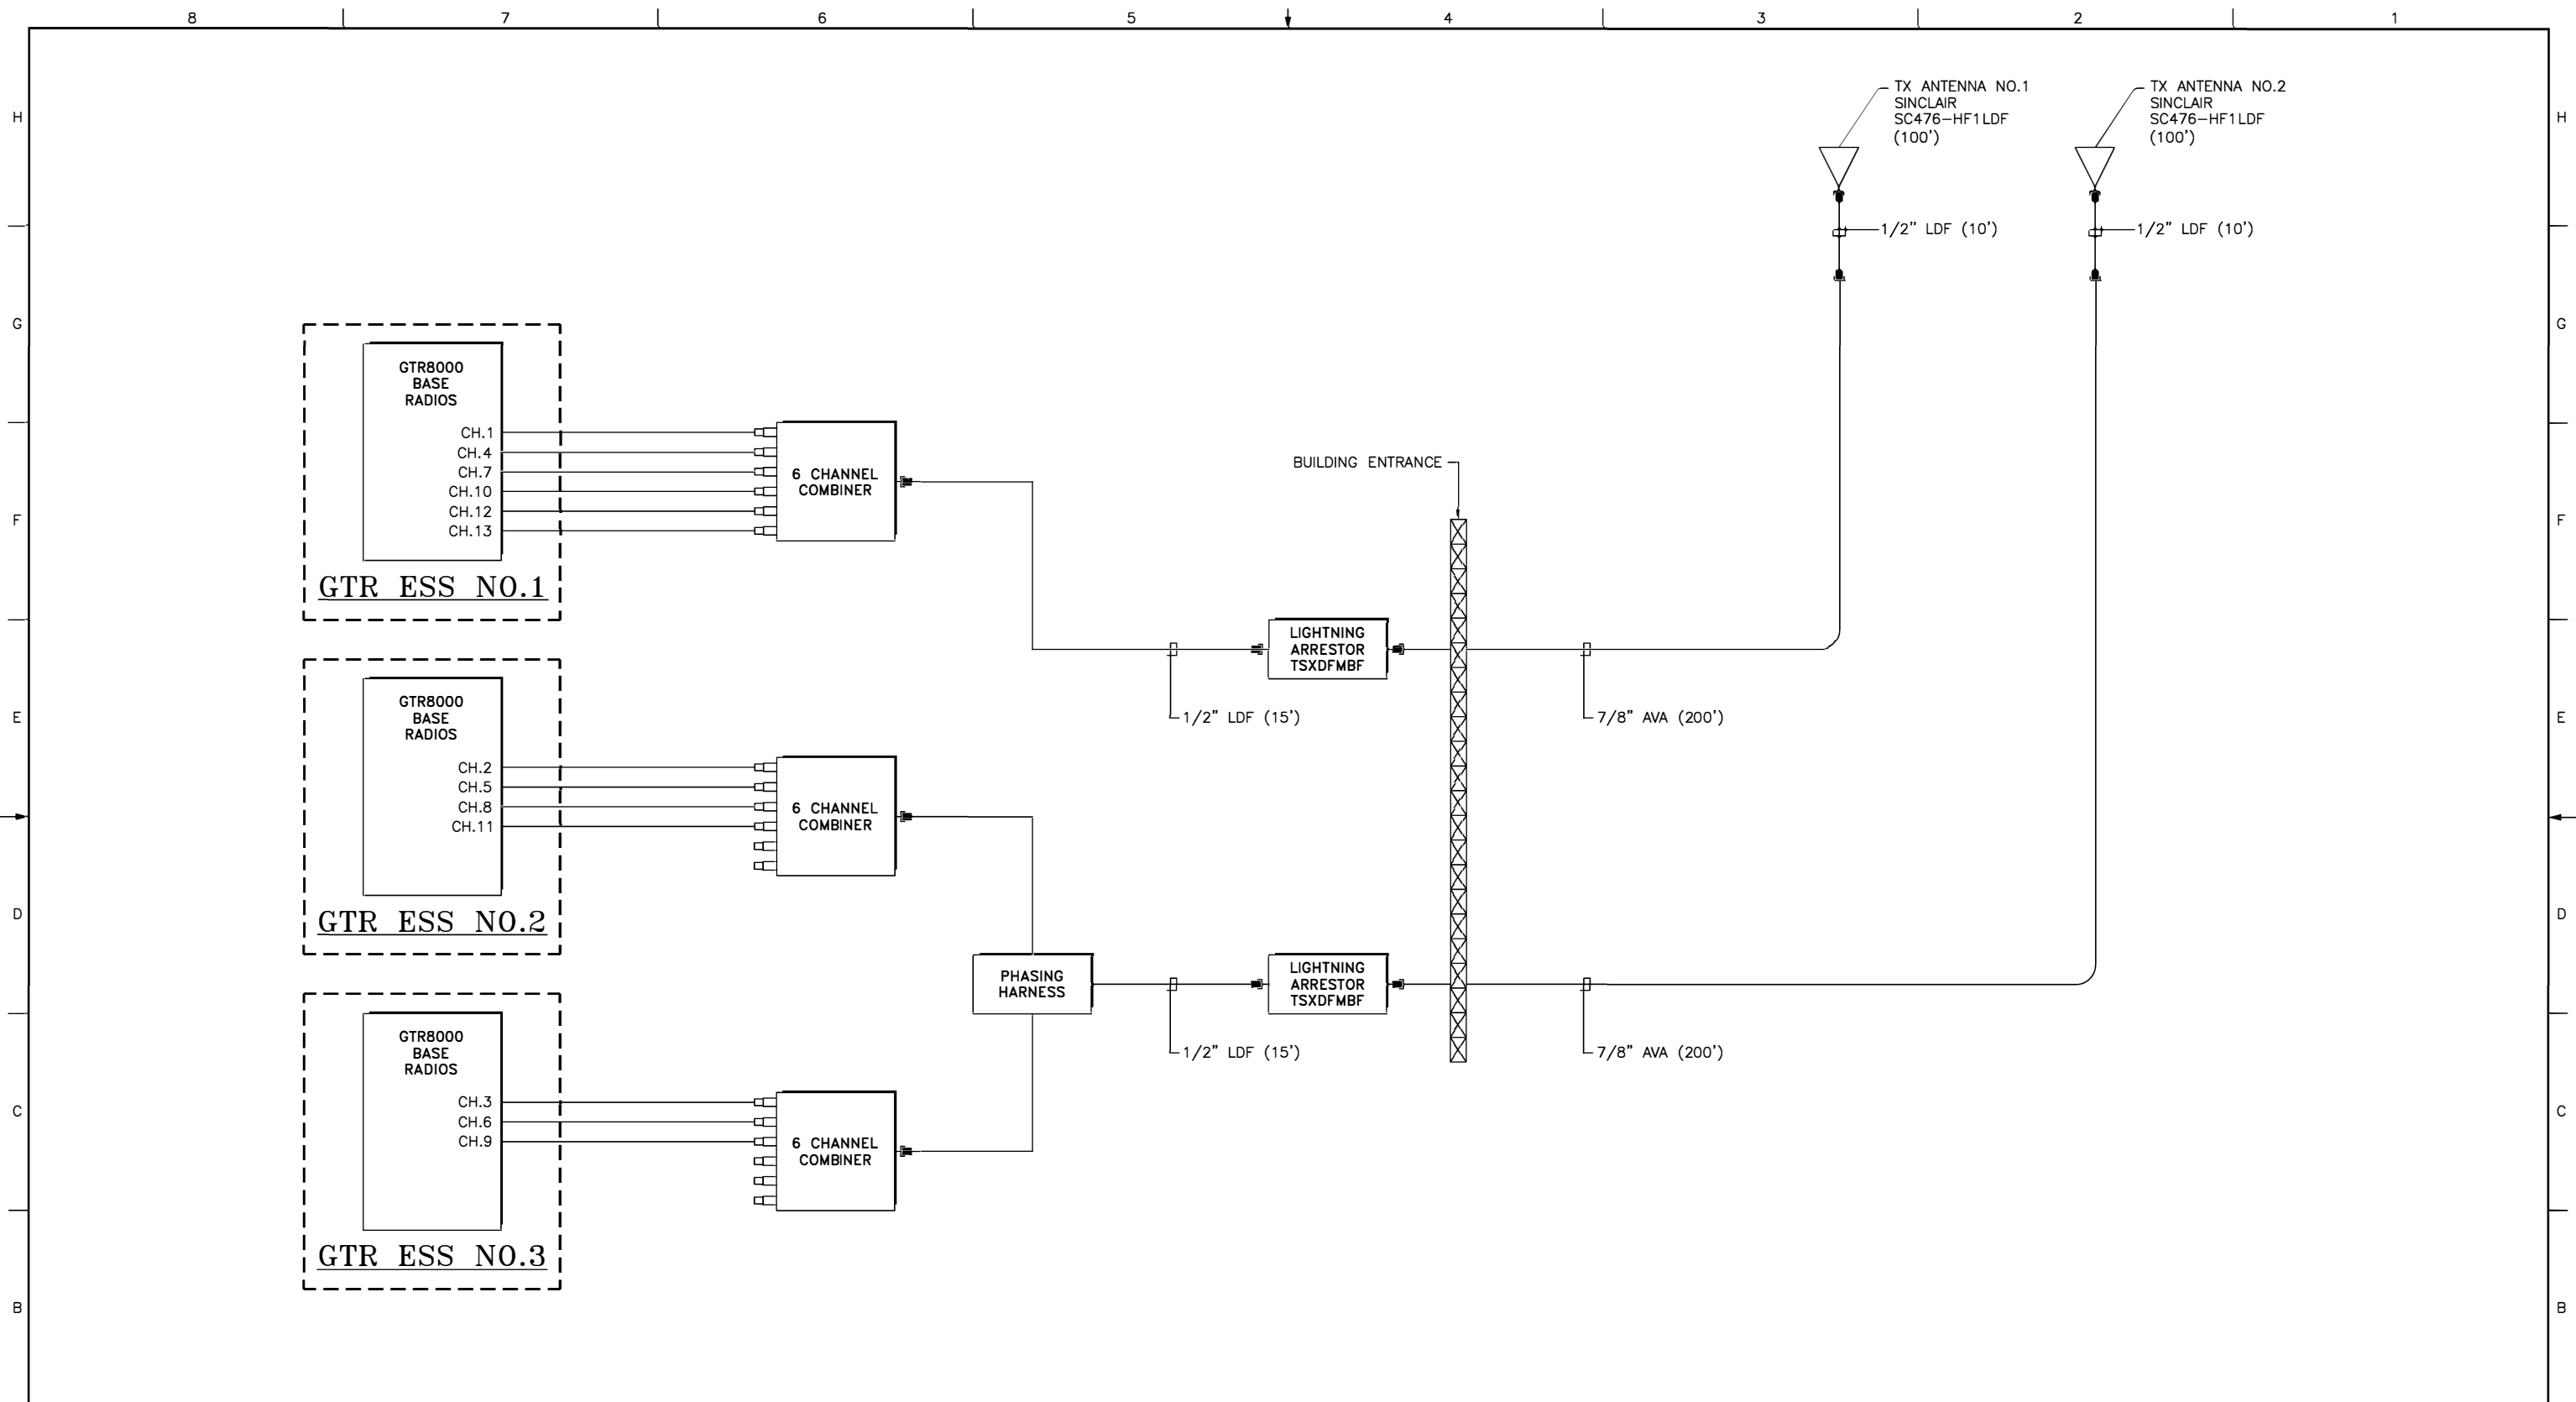 8 7 6 5 4 3 2 1
H
TX ANTENNA NO.1
SINCLAIR
SC476-HF1LDF
(100')
TX ANTENNA NO.2
SINCLAIR
SC476-HF1LDF
(100')
H
1/2" LDF (10')
1/2" LDF (10')
G
G
GTR8000
BASE
RADIOS
CH.1
CH.4
CH.7
CH.10
CH.12
CH.13
GTR ESS NO.1
6 CHANNEL
COMBINER
BUILDING ENTRANCE
F
F
LIGHTNING
ARRESTOR
TSXDFMBF
1/2" LDF (15')
7/8" AVA (200')
E
E
GTR8000
BASE
RADIOS
CH.2
CH.5
CH.8
CH.11
GTR ESS NO.2
6 CHANNEL
COMBINER
D
D
PHASING
HARNESS
LIGHTNING
ARRESTOR
TSXDFMBF
1/2" LDF (15')
7/8" AVA (200')
GTR8000
BASE
RADIOS
CH.3
CH.6
CH.9
GTR ESS NO.3
6 CHANNEL
COMBINER
C
C
B
B